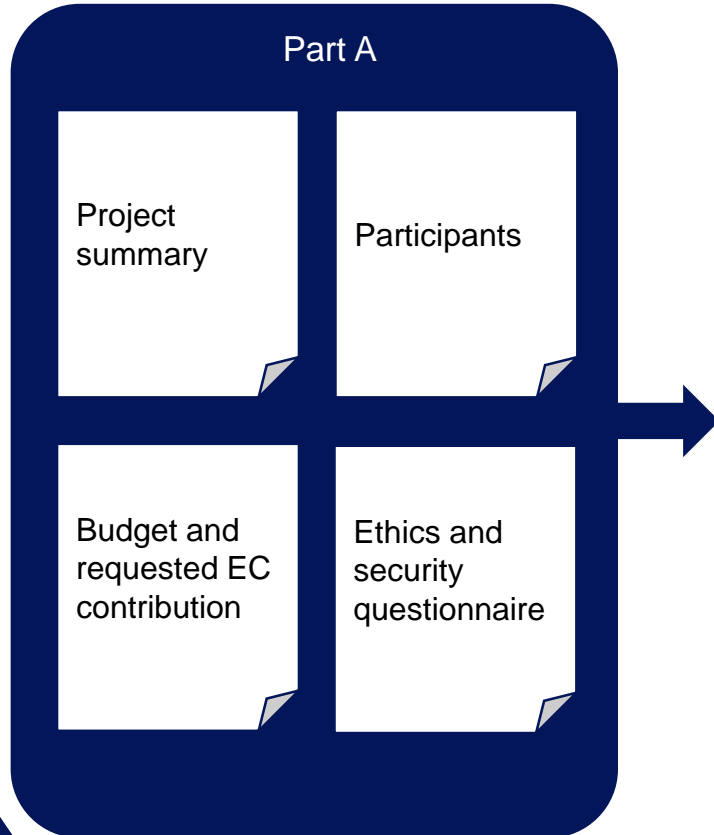 Part A
Project
summary
Participants
Budget and
requested EC
contribution
Ethics and
security
questionnaire